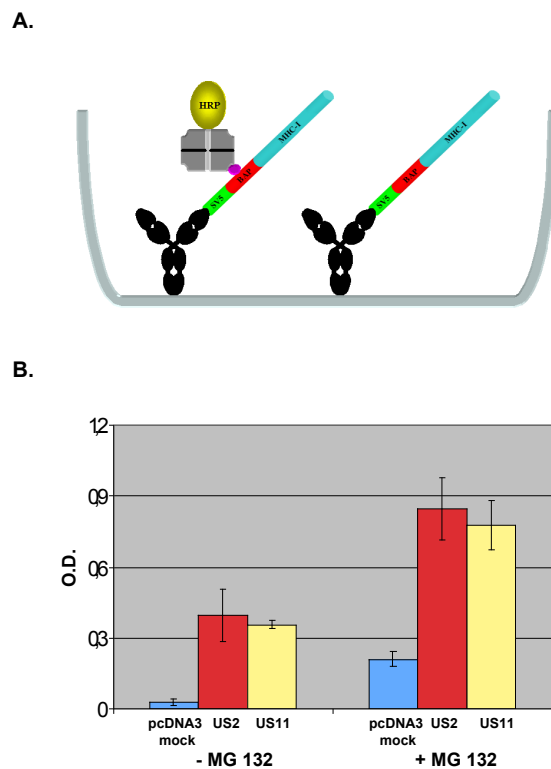 A.
HRP
MHC-I
BAP
SV5
MHC-I
BAP
SV5
B.
1,2
0,9
0,6
0,3
0
O.D.
pcDNA3 US2 US11 pcDNA3 US2 US11
mock mock
- MG 132 + MG 132